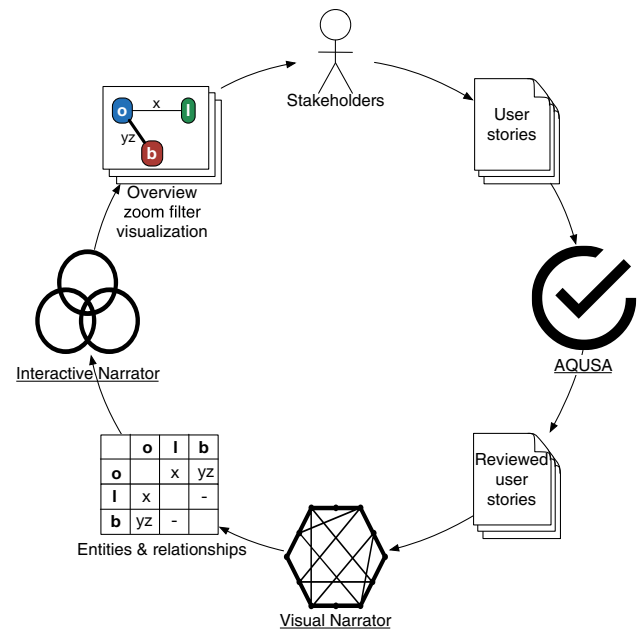 Stakeholders
User
stories
AQUSA
Reviewed
user
stories
Visual Narrator
o l b
o x yz
l x -
b yz -
Entities & relationships
Interactive Narrator
o x l
yz
b
Overview
zoom filter
visualization